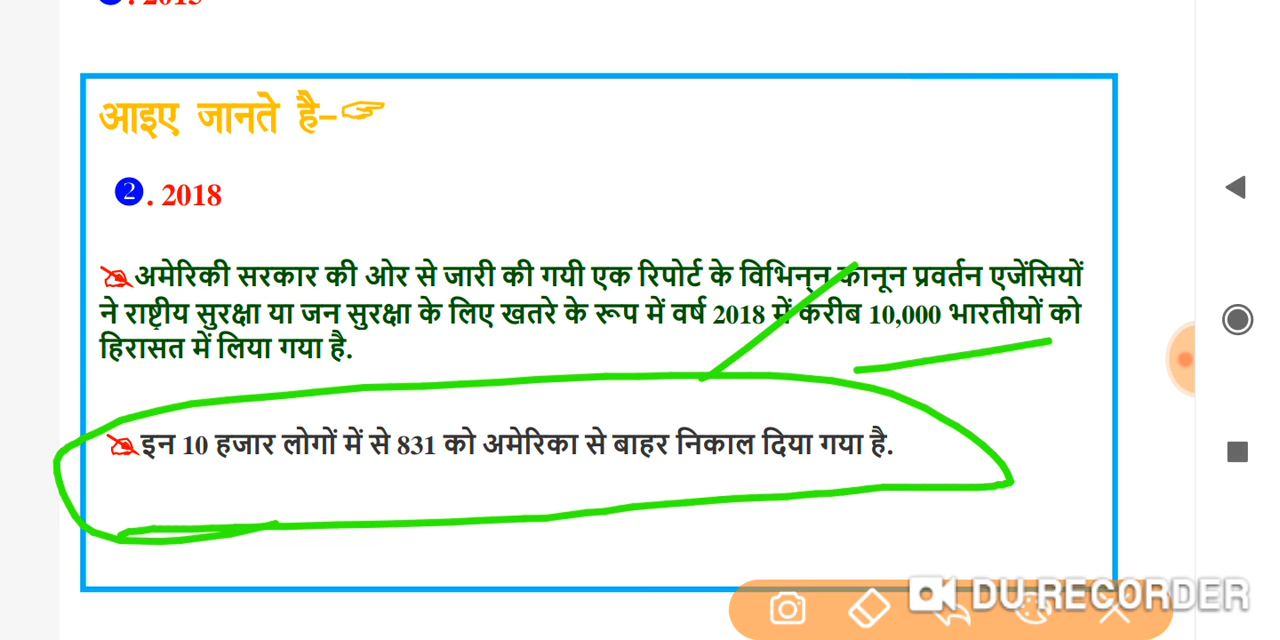 आइए जानते है-
2. 2018
अमेरिकी सरकार की ओर से जारी की गयी एक रिपोर्ट के विभिन्न कानून प्रवर्तन एजेंसियों
ने राष्ट्रीय सुरक्षा या जन सुरक्षा के लिए खतरे के रूप में वर्ष 2018 में करीब 10,000 भारतीयों को
हिरासत में लिया गया है.
इन 10 हजार लोगों में से 831 को अमेरिका से बाहर निकाल दिया गया है.
DU RECORDER